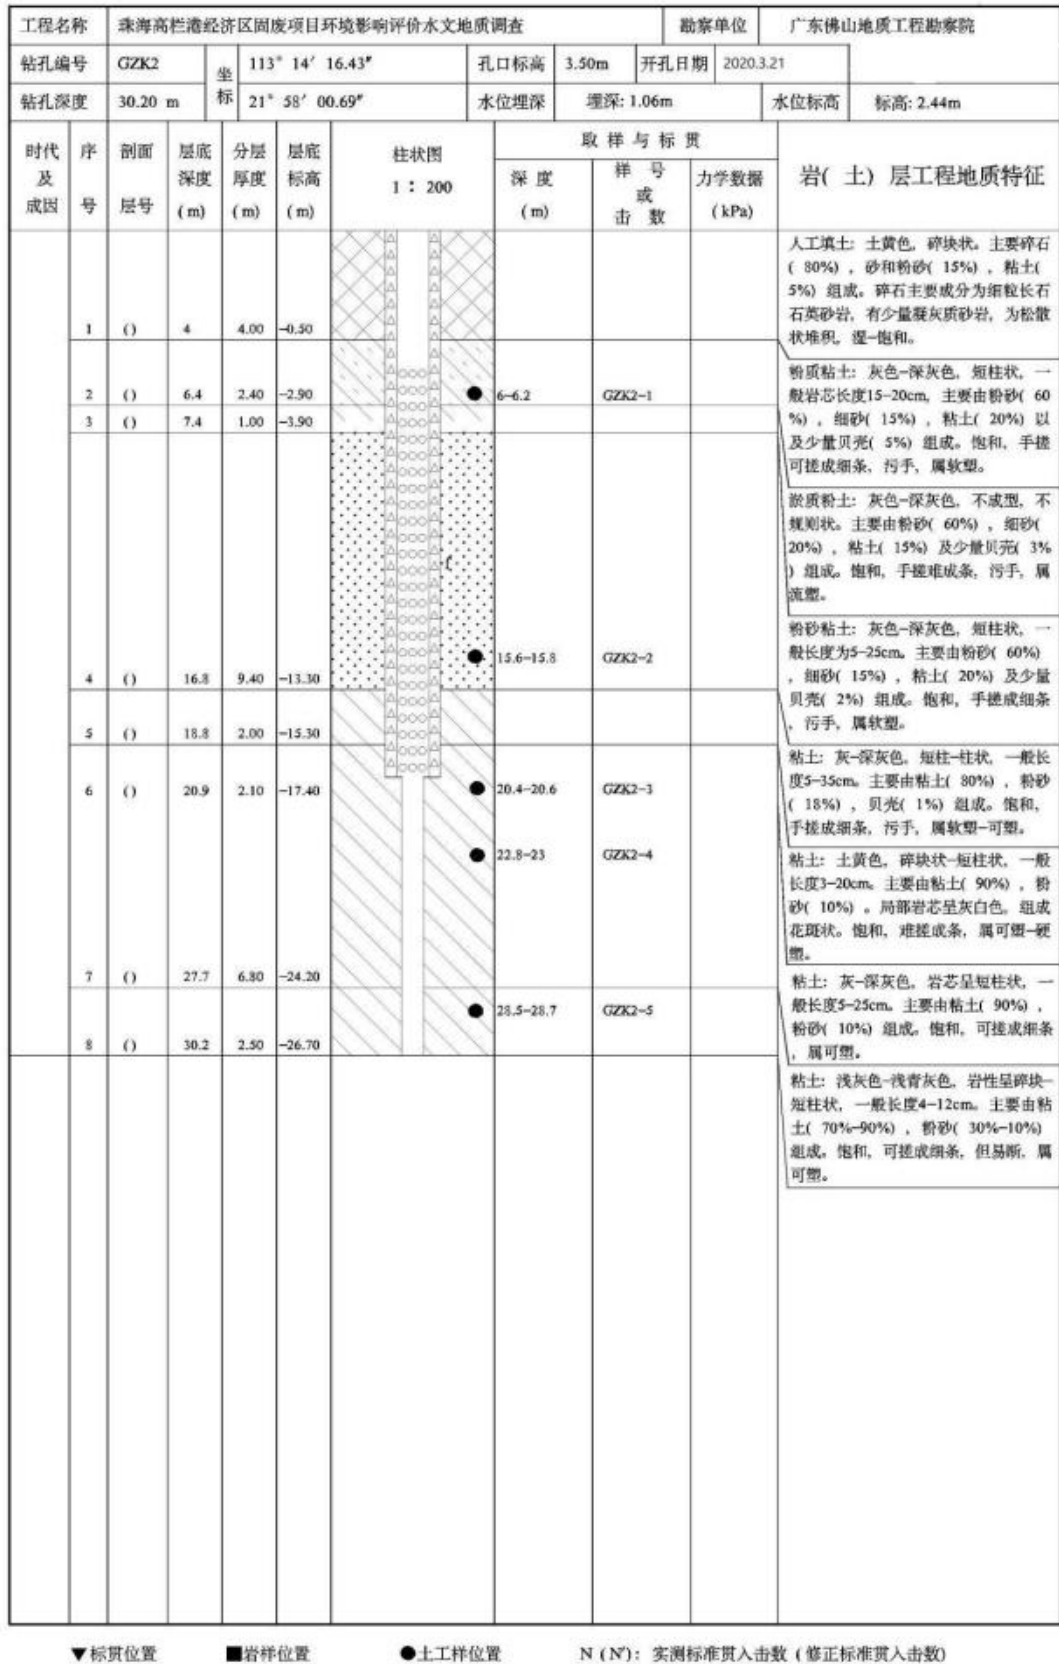 工程名称 珠海高栏港经济区固废项目环境影响评价水文地质调查 勘察单位 广东佛山地质工程勘察院
钻孔编号 GZK2 坐标 113° 14′ 16.43″ 孔口标高 3.50m 开孔日期 2020.3.21
钻孔深度 30.20 m 21° 58′ 00.69″ 水位埋深 埋深: 1.06m 水位标高 标高: 2.44m
时代及成因 序号 剖面层号 层底深度(m) 分层厚度(m) 层底标高(m) 柱状图 1：200 取样与标贯 岩(土)层工程地质特征
深度(m) 样号或击数 力学数据(kPa)
1 () 4 4.00 -0.50
2 () 6.4 2.40 -2.90 6-6.2 GZK2-1
3 () 7.4 1.00 -3.90
15.6-15.8 GZK2-2
4 () 16.8 9.40 -13.30
5 () 18.8 2.00 -15.30
6 () 20.9 2.10 -17.40 20.4-20.6 GZK2-3
22.8-23 GZK2-4
7 () 27.7 6.80 -24.20
28.5-28.7 GZK2-5
8 () 30.2 2.50 -26.70
人工填土: 土黄色, 碎块状。主要碎石
( 80%) , 砂和粉砂( 15%) , 粘土(
5%) 组成。碎石主要成分为细粒长石
石英砂岩, 有少量凝灰质砂岩, 为松散
状堆积, 湿-饱和。
粉质粘土: 灰色-深灰色, 短柱状, 一
般岩芯长度15-20cm, 主要由粉砂( 60
%) , 细砂( 15%) , 粘土( 20%) 以
及少量贝壳( 5%) 组成。饱和, 手搓
可搓成细条, 污手, 属软塑。
淤质粉土: 灰色-深灰色, 不成型, 不
规则状。主要由粉砂( 60%) , 细砂(
20%) , 粘土( 15%) 及少量贝壳( 3%
) 组成。饱和, 手搓难成条, 污手, 属
流塑。
粉砂粘土: 灰色-深灰色, 短柱状, 一
般长度为5-25cm。主要由粉砂( 60%)
, 细砂( 15%) , 粘土( 20%) 及少量
贝壳( 2%) 组成。饱和, 手搓成细条
, 污手, 属软塑。
粘土: 灰-深灰色, 短柱-柱状, 一般长
度5-35cm。主要由粘土( 80%) , 粉砂
( 18%) , 贝壳( 1%) 组成。饱和,
手搓成细条, 污手, 属软塑-可塑。
粘土: 土黄色, 碎块状-短柱状, 一般
长度3-20cm。主要由粘土( 90%) , 粉
砂( 10%) 。局部岩芯呈灰白色, 组成
花斑状。饱和, 难搓成条, 属可塑-硬
塑。
粘土: 灰-深灰色, 岩芯呈短柱状, 一
般长度5-25cm。主要由粘土( 90%) ,
粉砂( 10%) 组成。饱和, 可搓成细条
, 属可塑。
粘土: 浅灰色-浅青灰色, 岩性呈碎块-
短柱状, 一般长度4-12cm。主要由粘
土( 70%-90%) , 粉砂( 30%-10%)
组成。饱和, 可搓成细条, 但易断, 属
可塑。
▼标贯位置 ■岩样位置 ●土工样位置 N (N′): 实测标准贯入击数 (修正标准贯入击数)